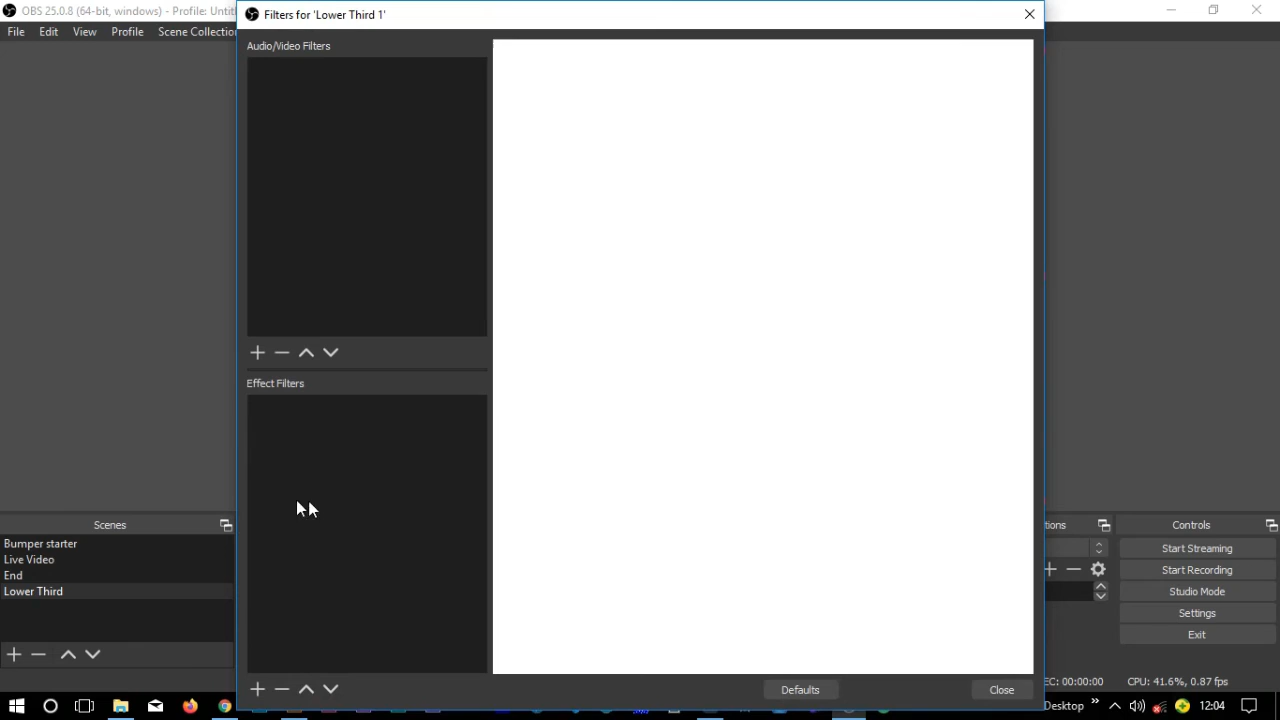 OBS 25.0.8 (64-bit, windows) - Profile: Untitl
Filters for 'Lower Third 1'
File Edit View Profile Scene Collection
Audio/Video Filters
Effect Filters
Scenes
Bumper starter
Live Video
End
Lower Third
tions
Controls
Start Streaming
Start Recording
Studio Mode
Settings
Exit
Defaults
Close
EC: 00:00:00
CPU: 41.6%, 0.87 fps
Desktop
12:04